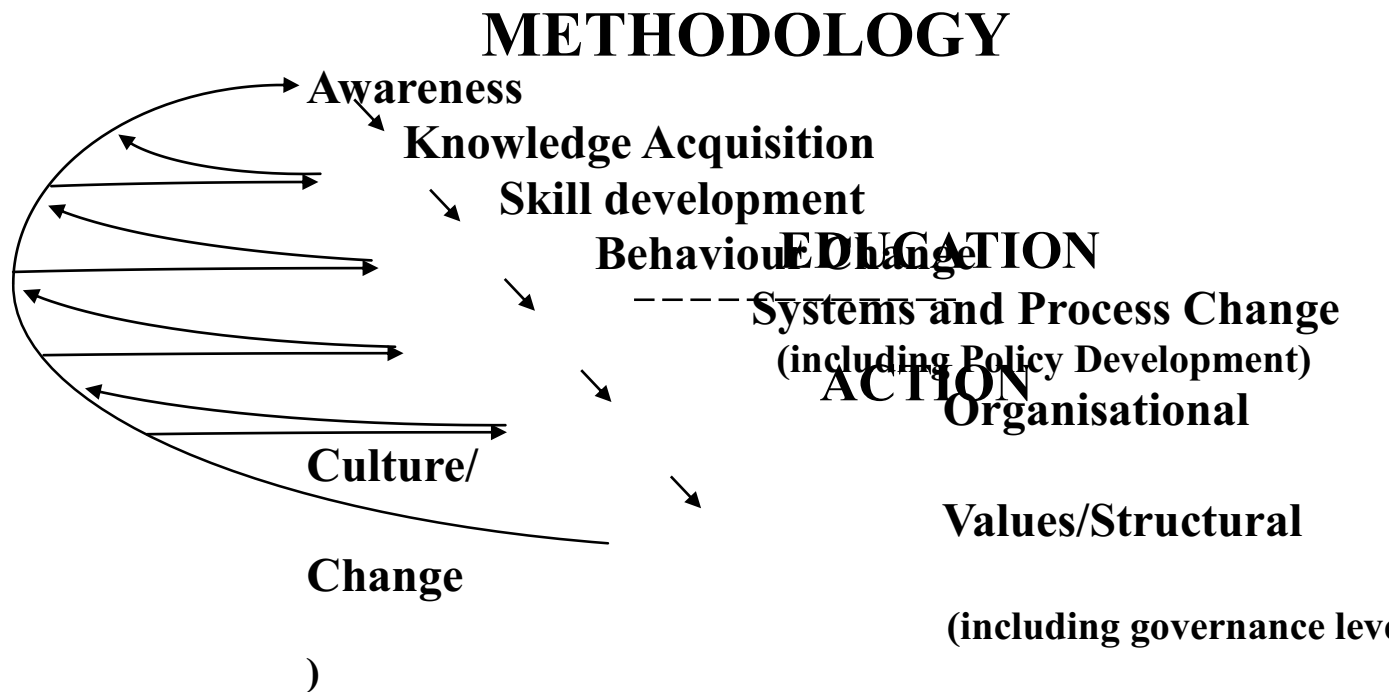 METHODOLOGY
Awareness
Knowledge Acquisition
Skill development
Behaviour Change
EDUCATION
Systems and Process Change
(including Policy Development)
ACTION
Organisational
Culture/
Values/Structural
Change
(including governance leve
)